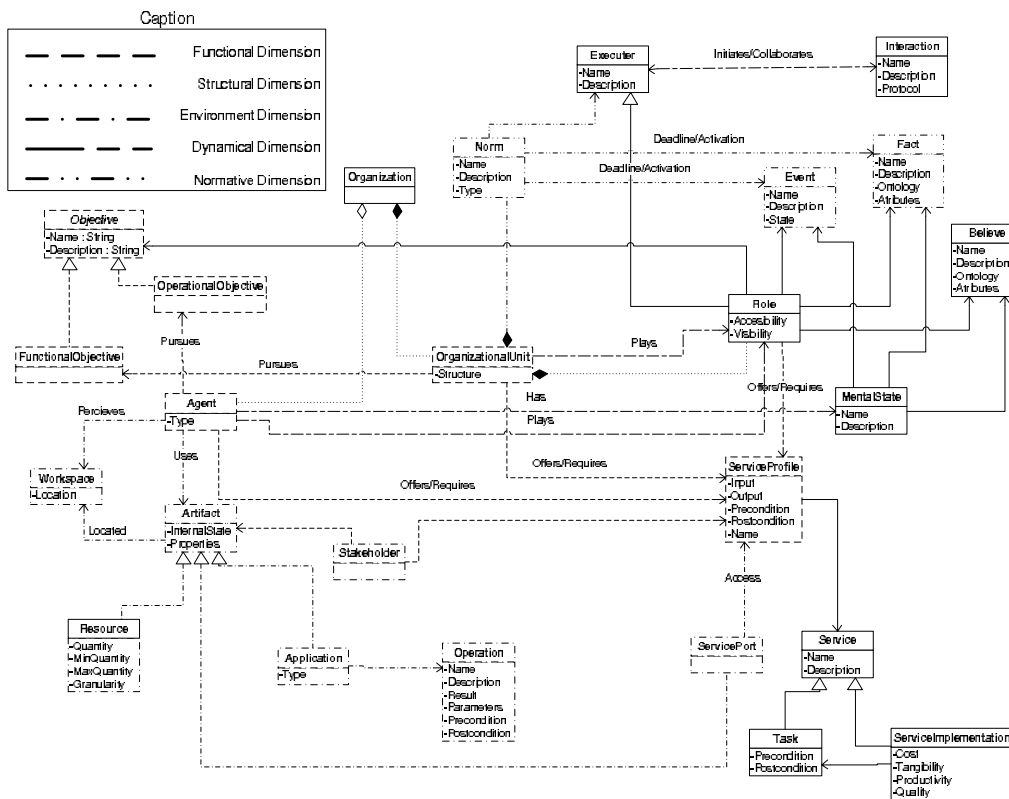 Caption
Functional Dimension
Structural Dimension
Environment Dimension
Dynamical Dimension
Normative Dimension
Executer
-Name
-Description
Initiates/Collaborates
Interaction
-Name
-Description
-Protocol
Norm
-Name
-Description
-Type
Deadline/Activation
Deadline/Activation
Fact
-Name
-Description
-Ontology
-Atributes
Event
-Name
-Description
-State
Organization
Objective
-Name : String
-Description : String
OperationalObjective
Believe
-Name
-Description
-Ontology
-Atributes
Role
-Accesibility
-Visibility
Pursues
Plays
FunctionalObjective
Pursues
OrganizationalUnit
-Structure
Offers/Requires
Has
MentalState
-Name
-Description
Agent
-Type
Plays
Percieves
Uses
Workspace
-Location
Offers/Requires
Offers/Requires
ServiceProfile
-Input
-Output
-Precondition
-Postcondition
-Name
Located
Artifact
-InternalState
-Properties
Stakeholder
Access
Resource
-Quantity
-MinQuantity
-MaxQuantity
-Granularity
Application
-Type
Operation
-Name
-Description
-Result
-Parameters
-Precondition
-Postcondition
ServicePort
Service
-Name
-Description
Task
-Precondition
-Postcondition
ServiceImplementation
-Cost
-Tangibility
-Productivity
-Quality